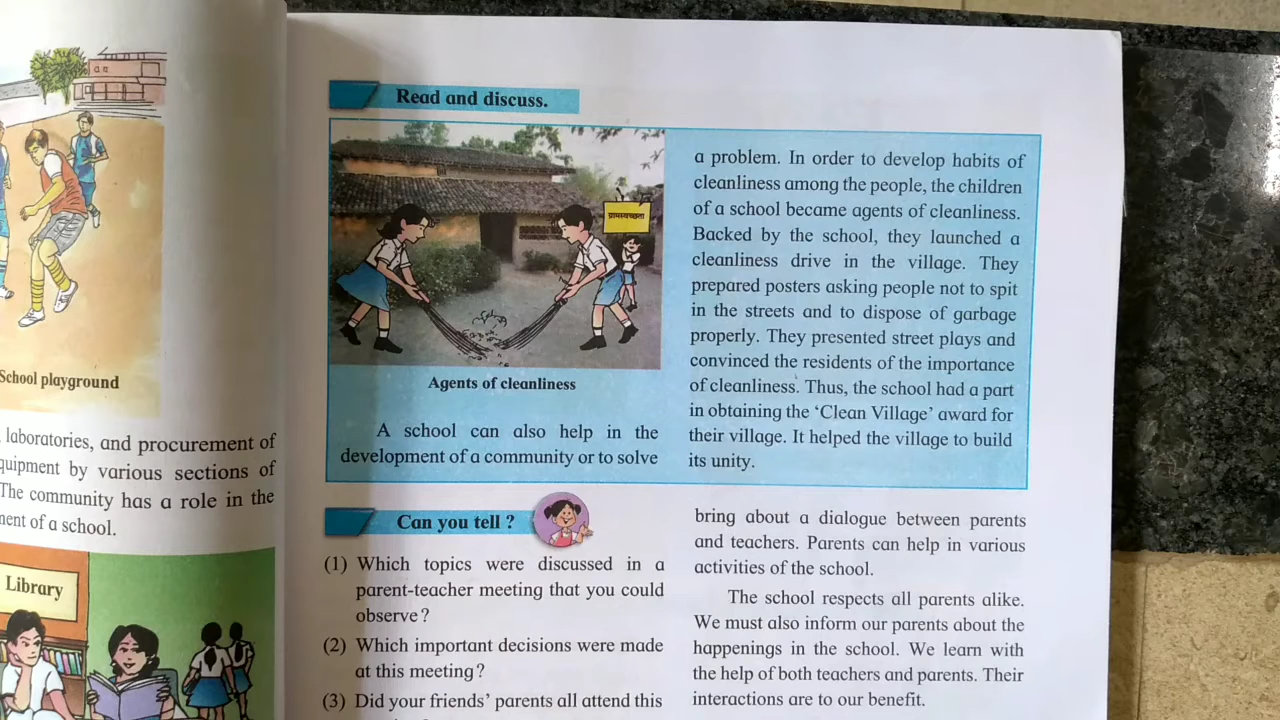 School playground
laboratories, and procurement of
quipment by various sections of
The community has a role in the
ment of a school.
Library
Read and discuss.
ग्रामस्वच्छता
Agents of cleanliness
A school can also help in the
development of a community or to solve
a problem. In order to develop habits of
cleanliness among the people, the children
of a school became agents of cleanliness.
Backed by the school, they launched a
cleanliness drive in the village. They
prepared posters asking people not to spit
in the streets and to dispose of garbage
properly. They presented street plays and
convinced the residents of the importance
of cleanliness. Thus, the school had a part
in obtaining the ‘Clean Village’ award for
their village. It helped the village to build
its unity.
Can you tell ?
(1) Which topics were discussed in a
parent-teacher meeting that you could
observe?
(2) Which important decisions were made
at this meeting?
(3) Did your friends’ parents all attend this
bring about a dialogue between parents
and teachers. Parents can help in various
activities of the school.
The school respects all parents alike.
We must also inform our parents about the
happenings in the school. We learn with
the help of both teachers and parents. Their
interactions are to our benefit.